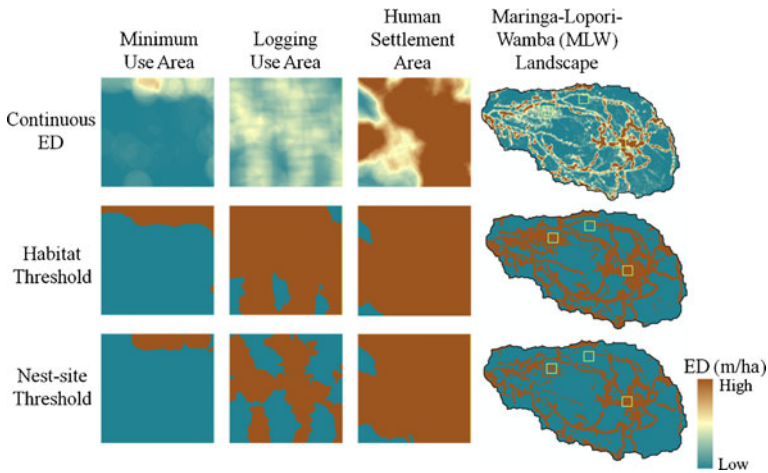 Minimum
Use Area
Logging
Use Area
Human
Settlement
Area
Maringa-Lopori-
Wamba (MLW)
Landscape
Continuous
ED
Habitat
Threshold
Nest-site
Threshold
ED (m/ha)
High
Low